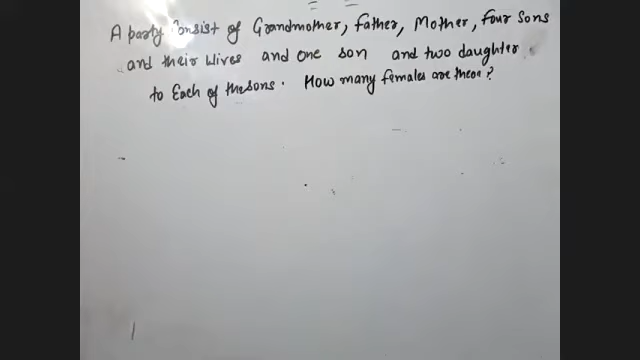 A party Consist of Grandmother, father, Mother, four sons
and their Wives and one son and two daughter
to Each of the sons. How many females are there?